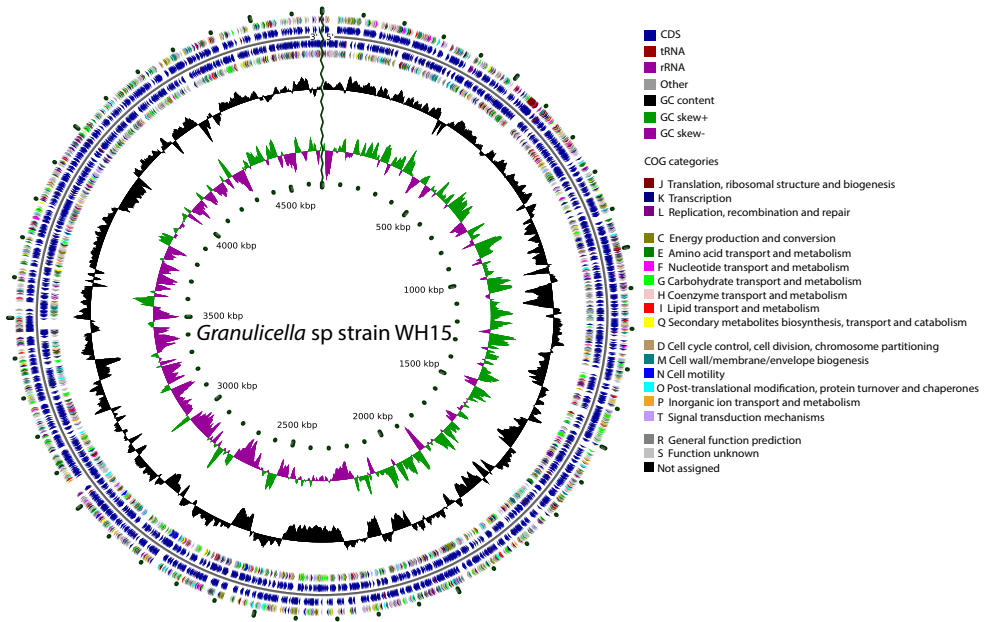 3' 5'
4500 kbp
500 kbp
4000 kbp
1000 kbp
3500 kbp
Granulicella sp strain WH15
1500 kbp
3000 kbp
2000 kbp
2500 kbp
CDS
tRNA
rRNA
Other
GC content
GC skew+
GC skew-
COG categories
J Translation, ribosomal structure and biogenesis
K Transcription
L Replication, recombination and repair
C Energy production and conversion
E Amino acid transport and metabolism
F Nucleotide transport and metabolism
G Carbohydrate transport and metabolism
H Coenzyme transport and metabolism
I Lipid transport and metabolism
Q Secondary metabolites biosynthesis, transport and catabolism
D Cell cycle control, cell division, chromosome partitioning
M Cell wall/membrane/envelope biogenesis
N Cell motility
O Post-translational modification, protein turnover and chaperones
P Inorganic ion transport and metabolism
T Signal transduction mechanisms
R General function prediction
S Function unknown
Not assigned